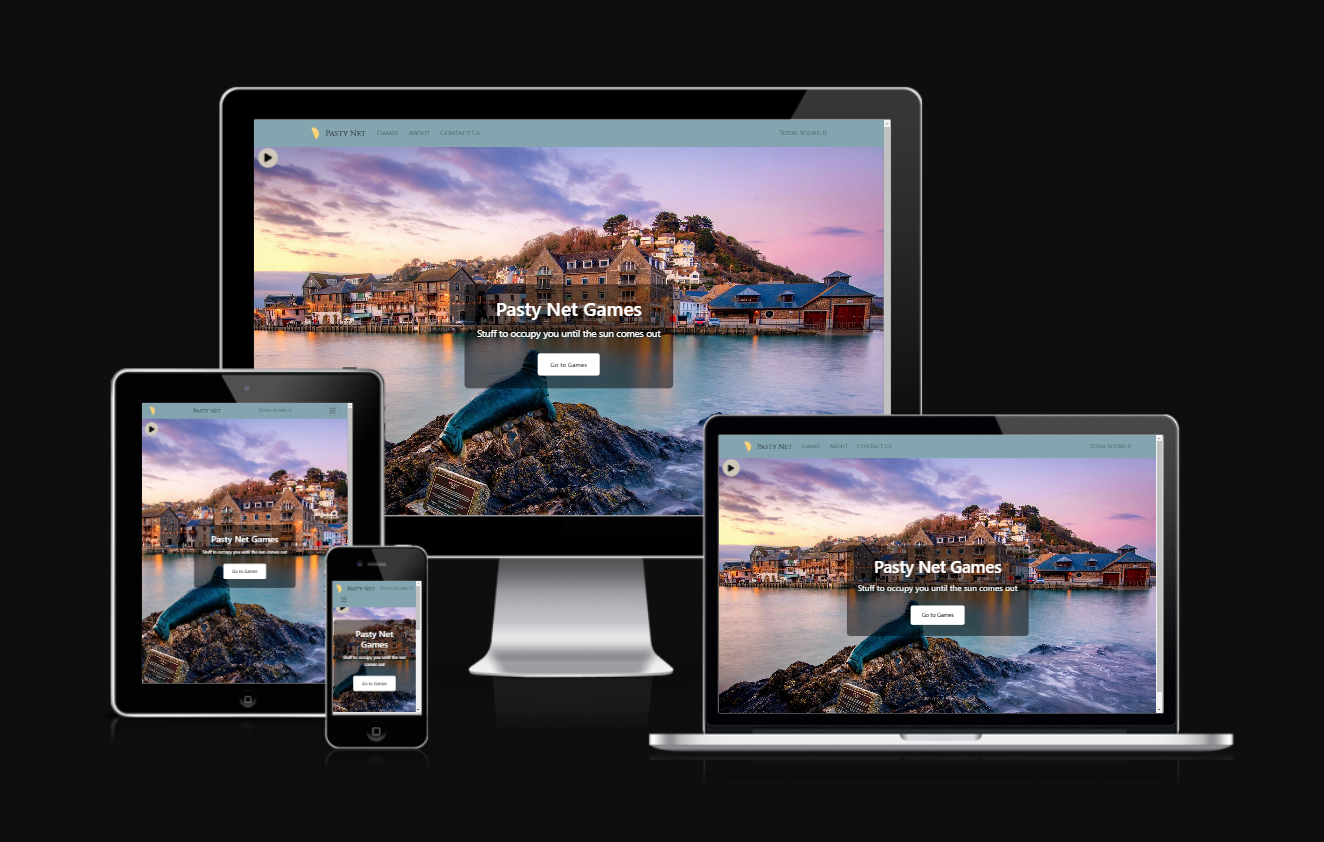 Pasty Net Games About Contact Us Total Score: 0
Pasty Net Games
Stuff to occupy you until the sun comes out
Go to Games
Pasty Net Total Score: 0
Pasty Net Games
Stuff to occupy you until the sun comes out
Go to Games
Pasty Net Total Score: 0
Pasty Net
Games
Stuff to occupy you until the sun
comes out
Go to Games
Pasty Net Games About Contact Us Total Score: 0
Pasty Net Games
Stuff to occupy you until the sun comes out
Go to Games